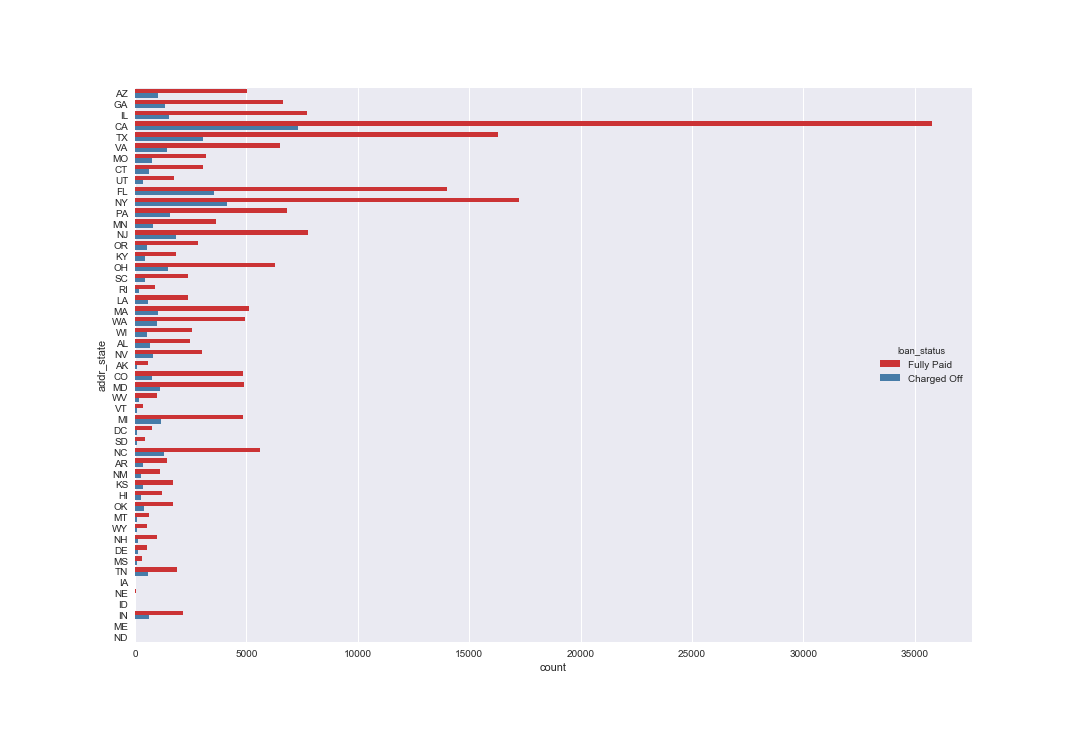 AZ
GA
IL
CA
TX
VA
MO
CT
UT
FL
NY
PA
MN
NJ
OR
KY
OH
SC
RI
LA
MA
WA
WI
AL
NV
AK
CO
MD
WV
VT
MI
DC
SD
NC
AR
NM
KS
HI
OK
MT
WY
NH
DE
MS
TN
IA
NE
ID
IN
ME
ND
addr_state
loan_status
Fully Paid
Charged Off
0 5000 10000 15000 20000 25000 30000 35000
count